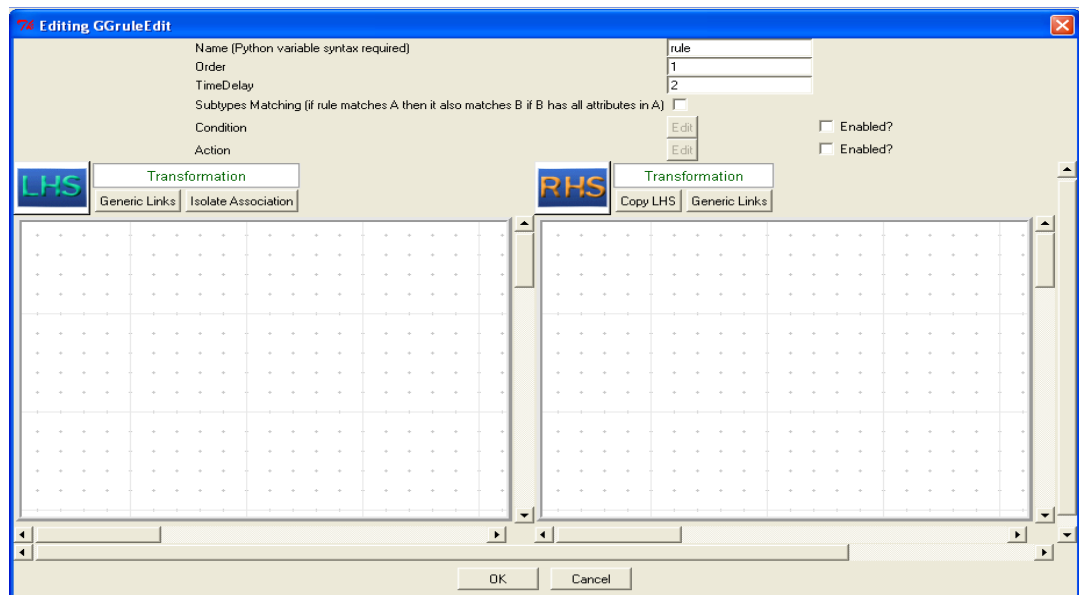 Editing GGruleEdit
Name (Python variable syntax required) rule
Order 1
TimeDelay 2
Subtypes Matching (if rule matches A then it also matches B if B has all attributes in A)
Condition Edit Enabled?
Action Edit Enabled?
LHS Transformation RHS Transformation
Generic Links Isolate Association Copy LHS Generic Links
OK Cancel